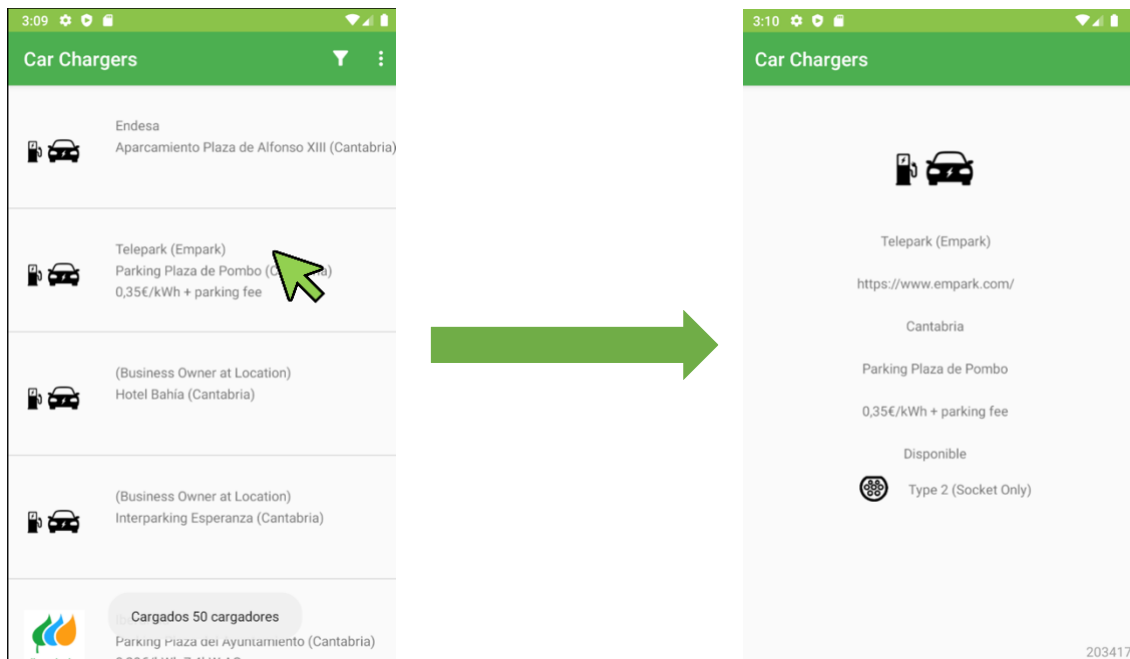 3:09
Car Chargers
Endesa
Aparcamiento Plaza de Alfonso XIII (Cantabria)
Telepark (Empark)
Parking Plaza de Pombo
0,35€/kWh + parking fee
(Business Owner at Location)
Hotel Bahía (Cantabria)
(Business Owner at Location)
Interparking Esperanza (Cantabria)
Cargados 50 cargadores
Parking Plaza del Ayuntamiento (Cantabria)
3:10
Car Chargers
Telepark (Empark)
https://www.empark.com/
Cantabria
Parking Plaza de Pombo
0,35€/kWh + parking fee
Disponible
Type 2 (Socket Only)
203417